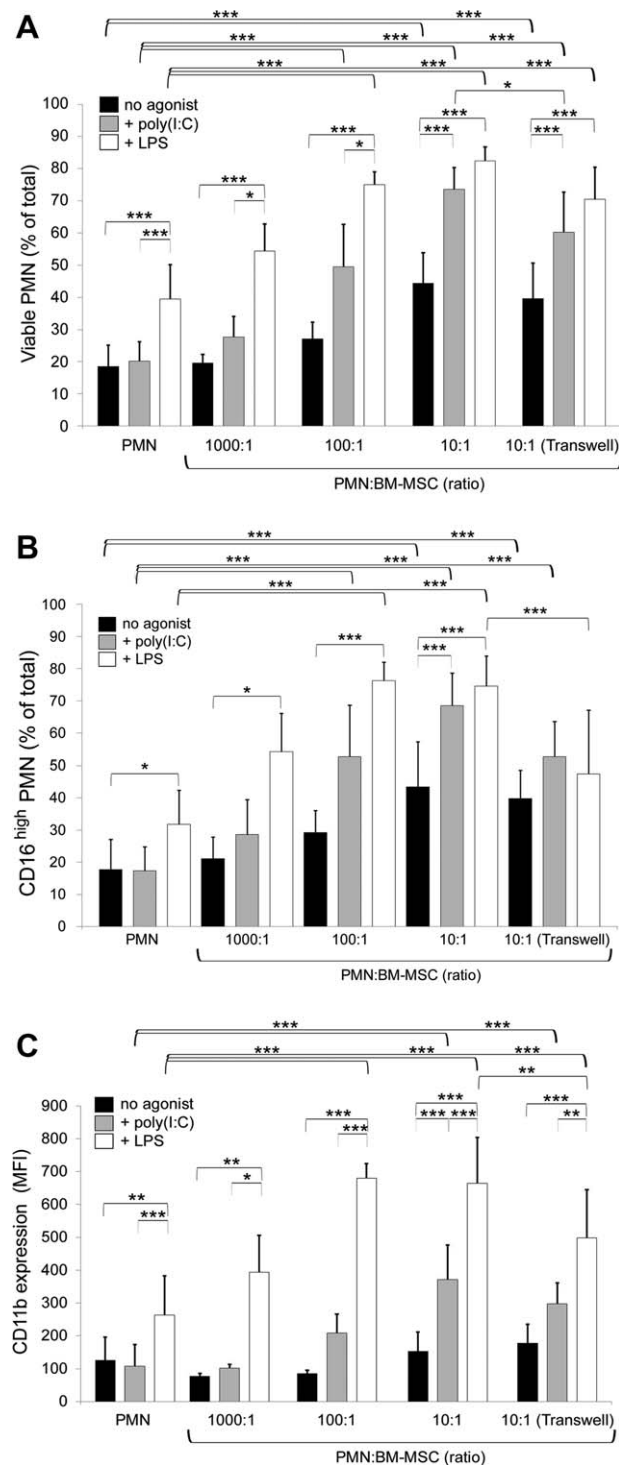 A
*** ***
*** ***
*** *** ***
*
no agonist
+ poly(I:C)
+ LPS
*** *** *** ***
*** * * *** ***
Viable PMN (% of total)
100
90
80
70
60
50
40
30
20
10
0
PMN 1000:1 100:1 10:1 10:1 (Transwell)
PMN:BM-MSC (ratio)
B
*** ***
*** *** ***
*** ***
***
no agonist
+ poly(I:C)
+ LPS
* * *** *** ***
CD16 high PMN (% of total)
100
90
80
70
60
50
40
30
20
10
0
PMN 1000:1 100:1 10:1 10:1 (Transwell)
PMN:BM-MSC (ratio)
C
*** ***
*** *** ***
**
no agonist
+ poly(I:C)
+ LPS
** ** *** *** ***
*** * *** *** *** **
CD11b expression (MFI)
900
800
700
600
500
400
300
200
100
0
PMN 1000:1 100:1 10:1 10:1 (Transwell)
PMN:BM-MSC (ratio)